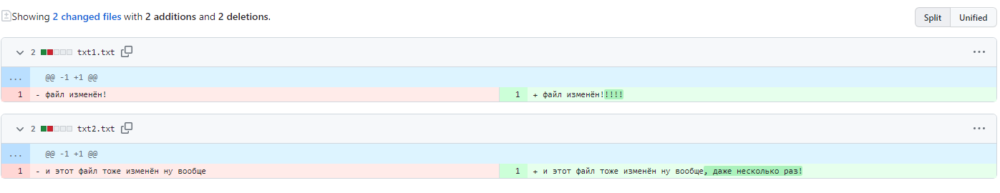 Showing 2 changed files with 2 additions and 2 deletions.
Split Unified
2 txt1.txt
... @@ -1 +1 @@
1 - файл изменён! 1 + файл изменён!!!!!
2 txt2.txt
... @@ -1 +1 @@
1 - и этот файл тоже изменён ну вообще 1 + и этот файл тоже изменён ну вообще, даже несколько раз!